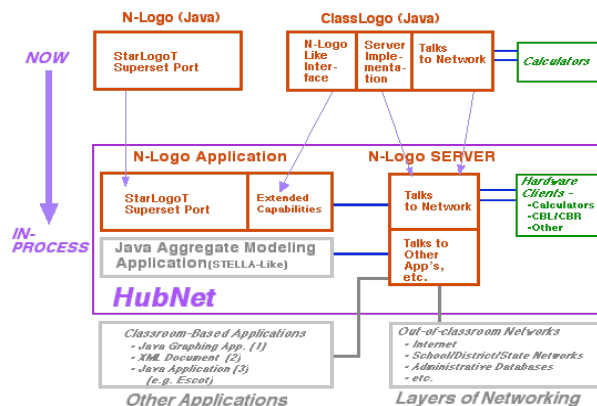 N-Logo (Java)
ClassLogo (Java)
NOW
StarLogoT
Superset Port
N-Logo
Like
Inter-
face
Server
Imple-
menta-
tion
Talks
to Network
Calculators
N-Logo Application
N-Logo SERVER
StarLogoT
Superset Port
Extended
Capabilities
Talks
to Network
Hardware
Clients -
-Calculators
-CBL/CBR
-Other
IN-
PROCESS
Java Aggregate Modeling
Application(STELLA-Like)
Talks to
Other
App's,
etc.
HubNet
Classroom-Based Applications
• Java Graphing App. (1)
• XML Document (2)
• Java Application (3)
(e.g. Escot)
Out-of-classroom Networks
• Internet
• School/District/State Networks
• Administrative Databases
• etc.
Other Applications
Layers of Networking